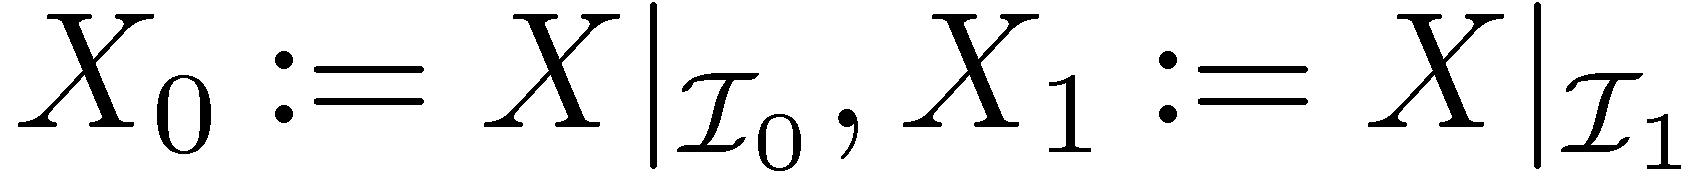 X_0 := X|_{\mathcal{I}_0}, X_1 := X|_{\mathcal{I}_1}